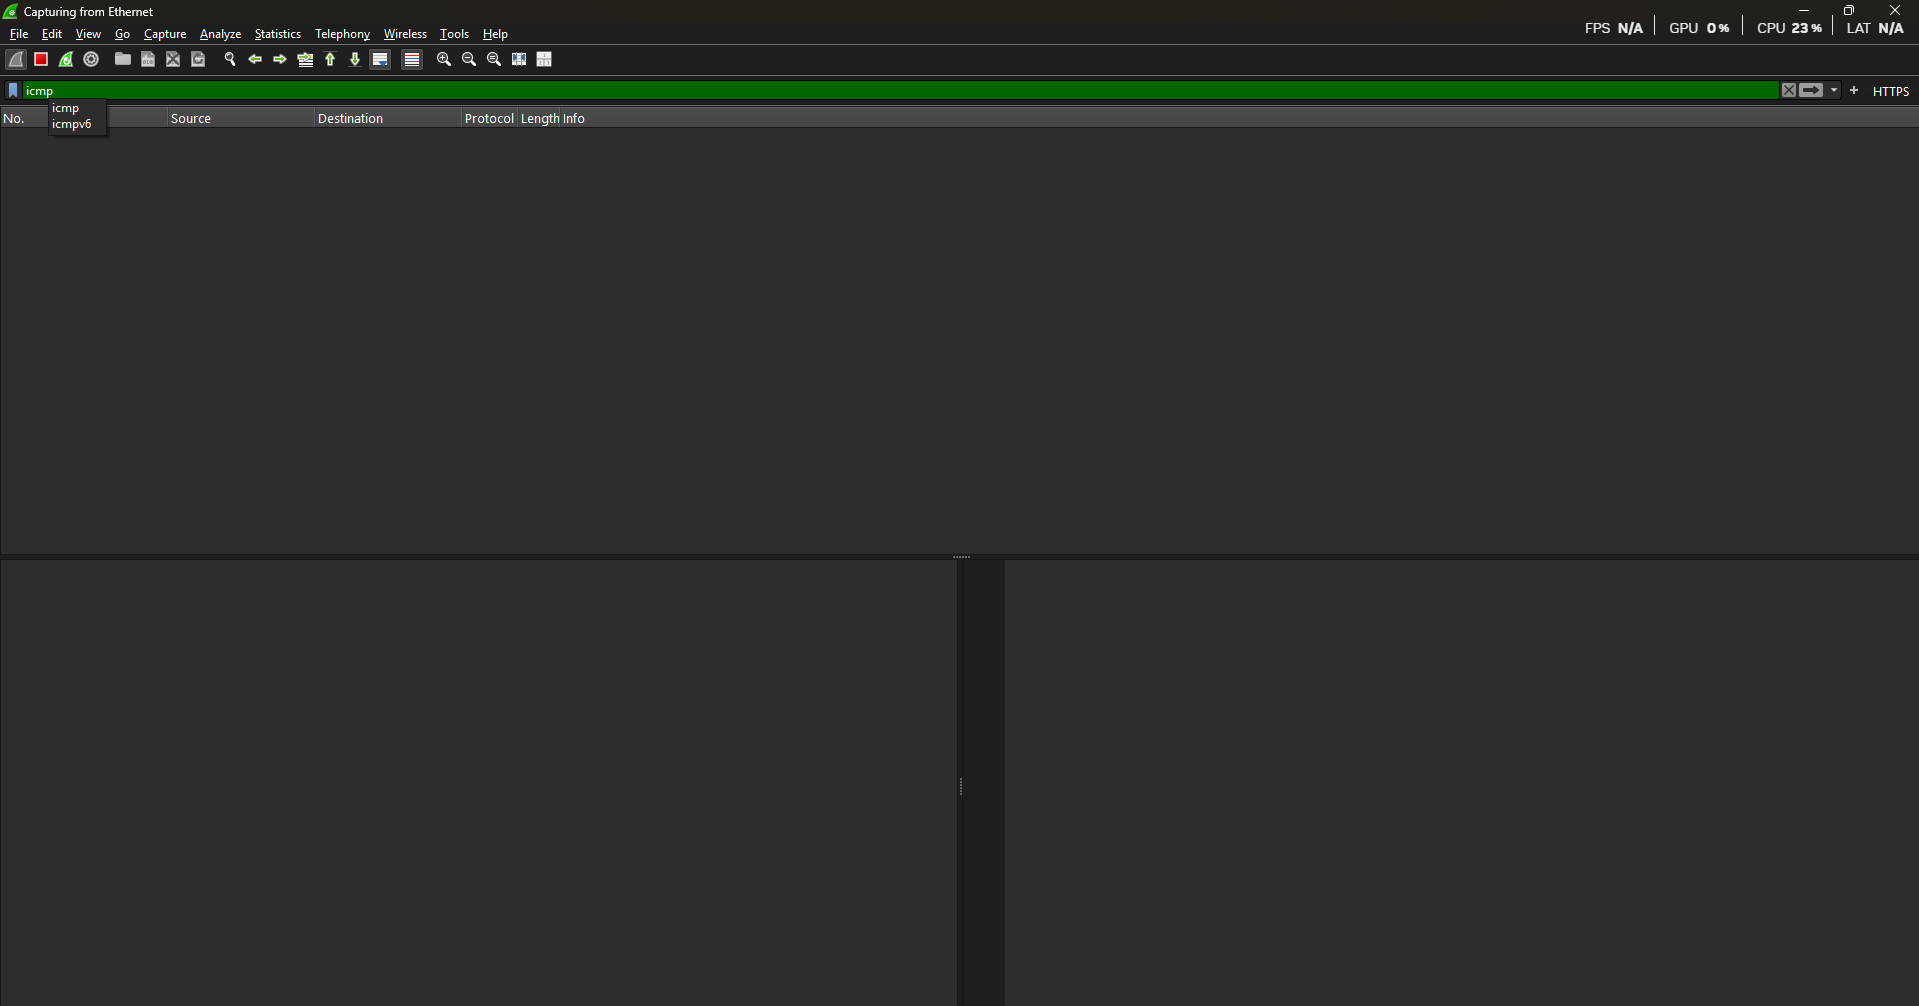 Capturing from Ethernet
File Edit View Go Capture Analyze Statistics Telephony Wireless Tools Help
FPS N/A GPU 0% CPU 23% LAT N/A
icmp
HTTPS
icmp
icmpv6
No. Source Destination Protocol Length Info